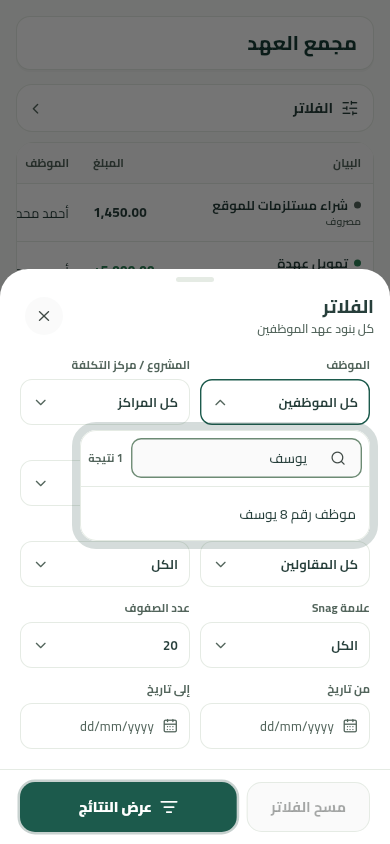 مجمع العهد
الفلاتر
البيان المبلغ الموظف
شراء مستلزمات للموقع 1,450.00 أحمد
مصروف
تمويل عهدة
الفلاتر
كل بنود عهد الموظفين
الموظف المشروع / مركز التكلفة
كل الموظفين كل المراكز
يوسف 1 نتيجة
موظف رقم 8 يوسف
كل المقاولين الكل
علامة Snag عدد الصفوف
الكل 20
من تاريخ إلى تاريخ
dd/mm/yyyy dd/mm/yyyy
مسح الفلاتر عرض النتائج